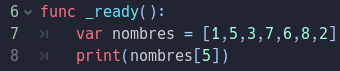 6 func _ready():
7 var nombres = [1,5,3,7,6,8,2]
8 print(nombres[5])